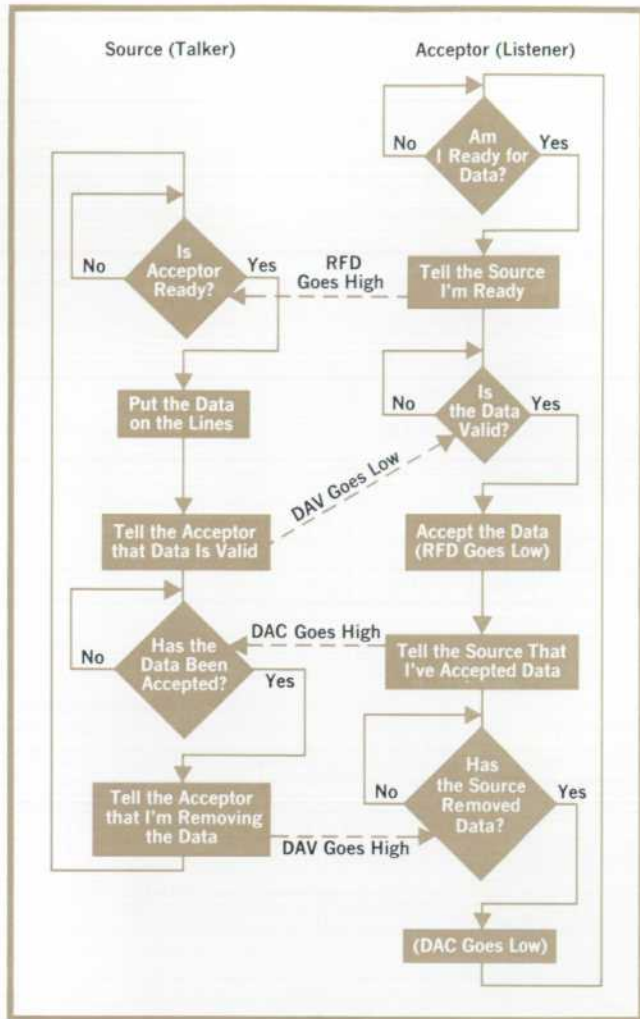 Source (Talker)
Acceptor (Listener)
Am
I Ready for
Data?
No
Yes
Is
Acceptor
Ready?
No
Yes
RFD
Goes High
Tell the Source
I'm Ready
Put the Data
on the Lines
Is
the Data
Valid?
No
Yes
DAV Goes Low
Tell the Acceptor
that Data Is Valid
Accept the Data
(RFD Goes Low)
Has the
Data Been
Accepted?
No
Yes
DAC Goes High
Tell the Source That
I've Accepted Data
Has
the Source
Removed
Data?
No
Yes
Tell the Acceptor
that I'm Removing
the Data
DAV Goes High
(DAC Goes Low)